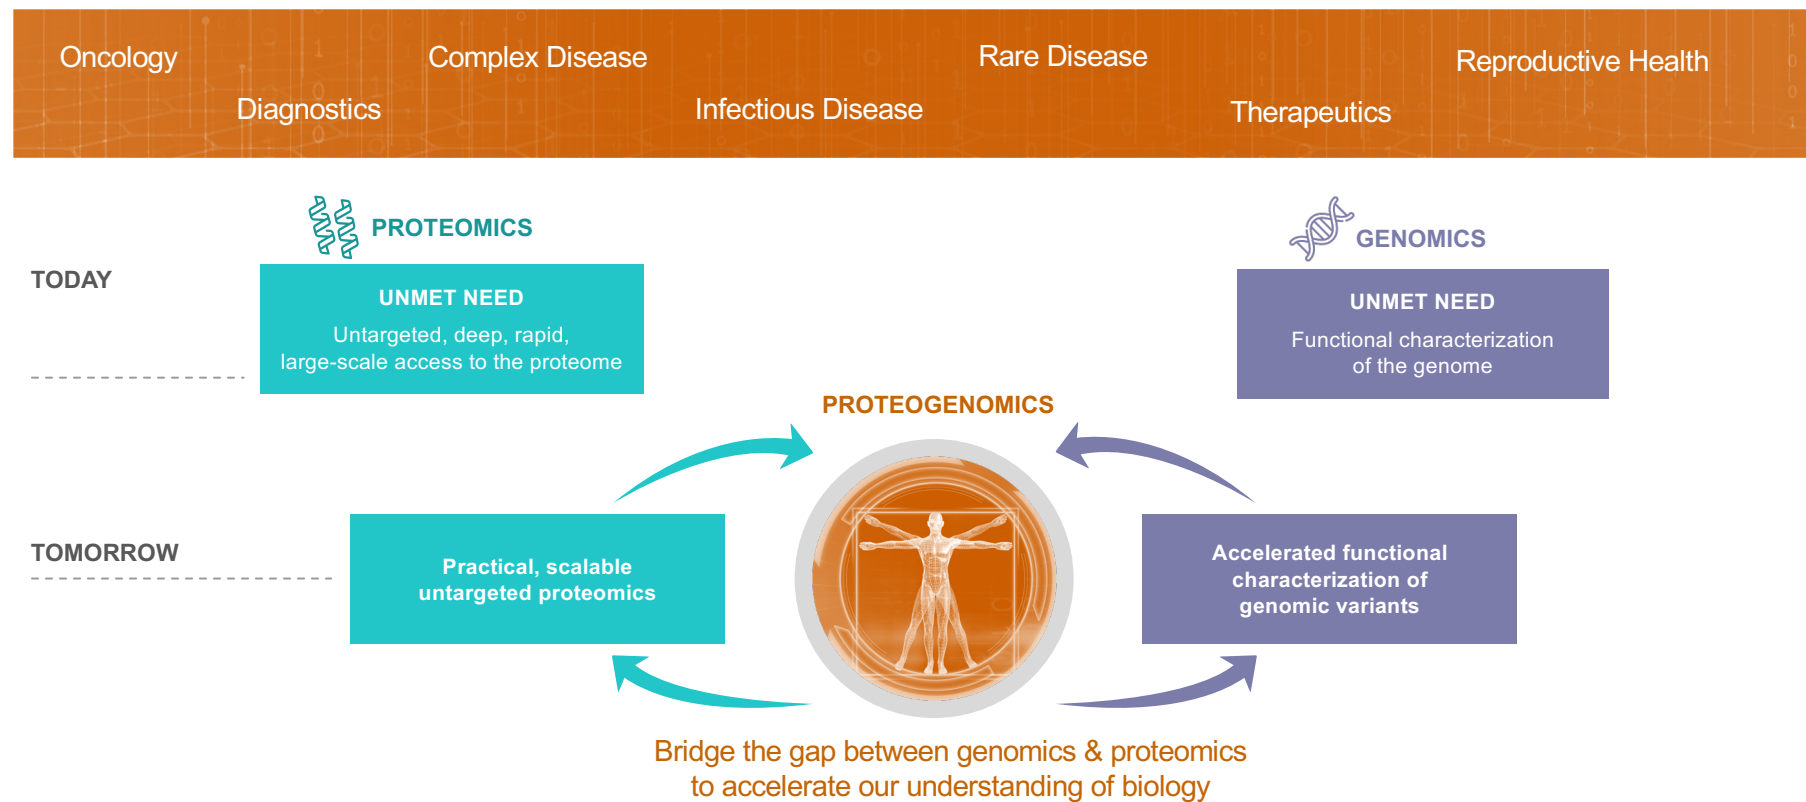 Oncology
Complex Disease
Rare Disease
Reproductive Health
Diagnostics
Infectious Disease
Therapeutics
PROTEOMICS
GENOMICS
TODAY
UNMET NEED
Untargeted, deep, rapid,
large-scale access to the proteome
UNMET NEED
Functional characterization
of the genome
PROTEOGENOMICS
TOMORROW
Practical, scalable
untargeted proteomics
Accelerated functional
characterization of
genomic variants
Bridge the gap between genomics & proteomics
to accelerate our understanding of biology